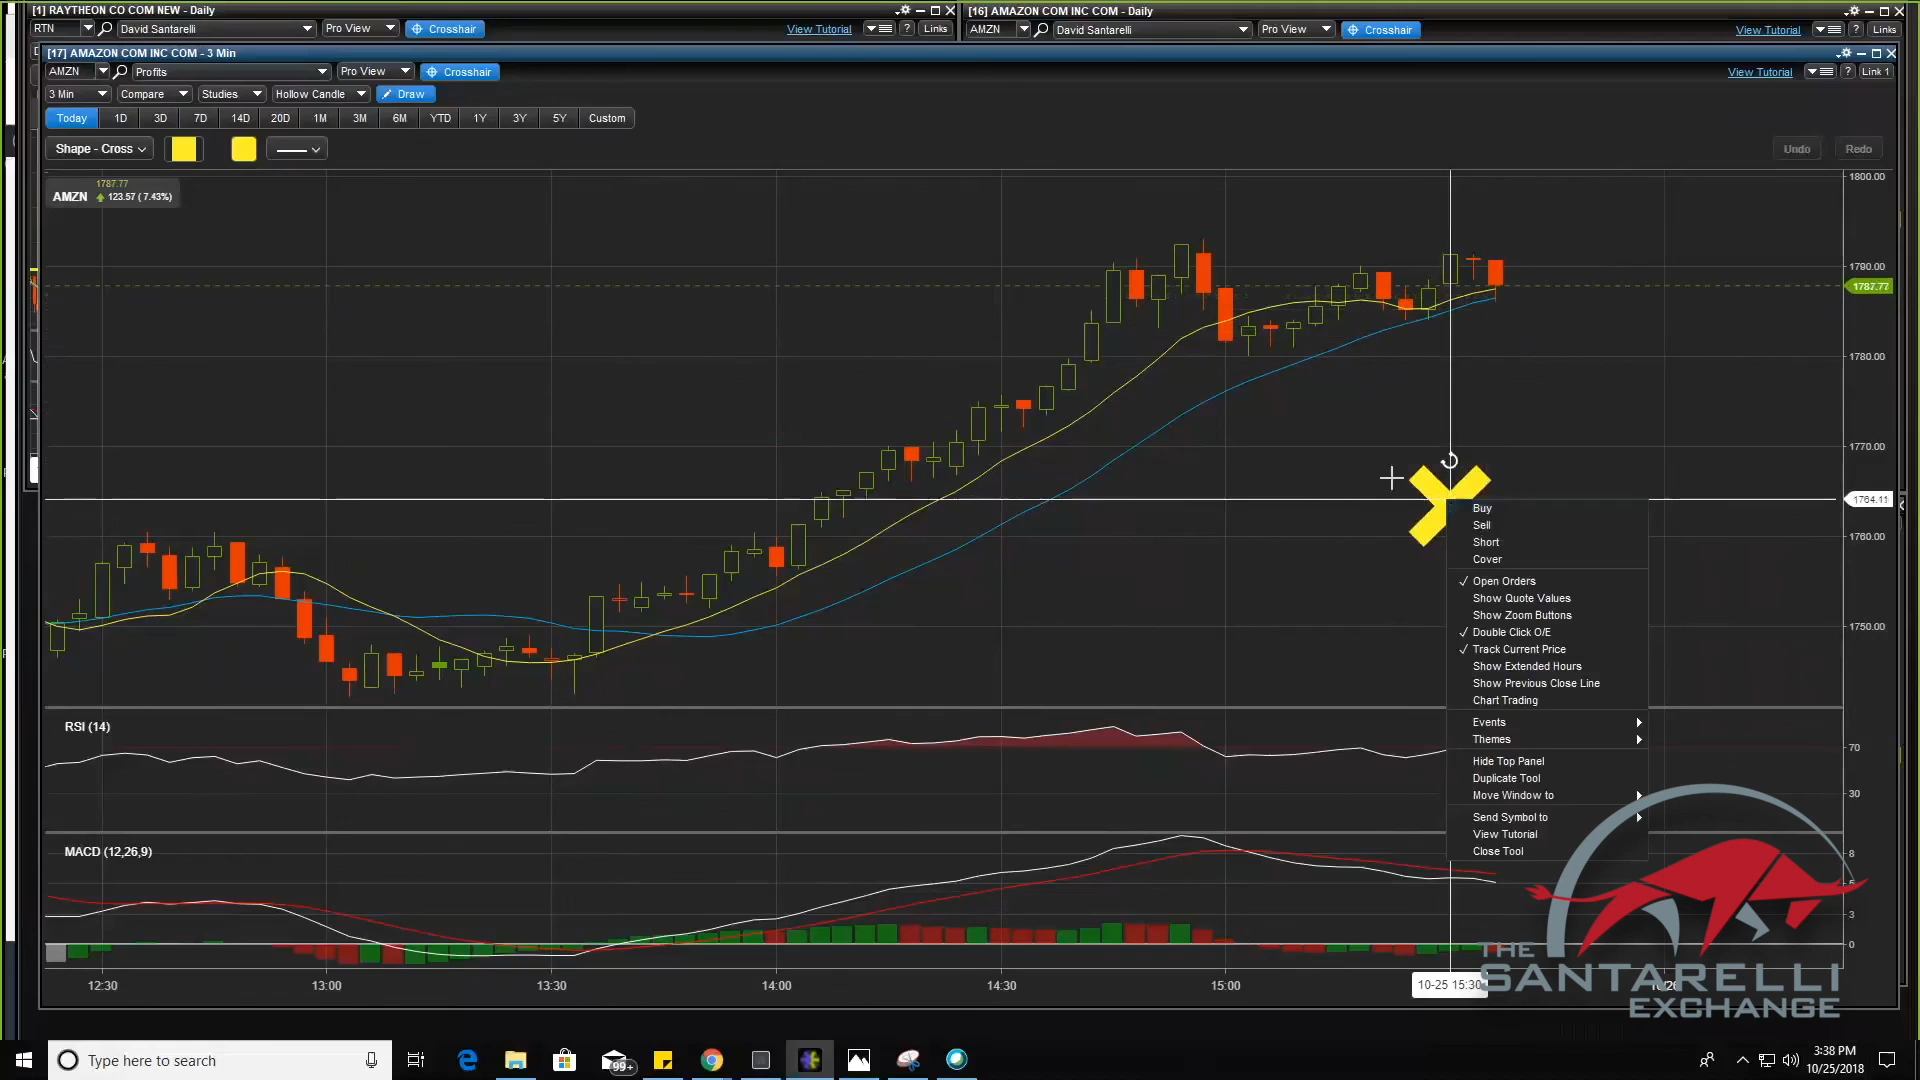 [1] RAYTHEON CO COM NEW - Daily
[16] AMAZON COM INC COM - Daily
RTN David Santarelli Pro View Crosshair View Tutorial ? Links
AMZN David Santarelli Pro View Crosshair View Tutorial ? Links
[17] AMAZON COM INC COM - 3 Min
AMZN Profits Pro View Crosshair View Tutorial ? Link 1
3 Min Compare Studies Hollow Candle Draw
Today 1D 3D 7D 14D 20D 1M 3M 6M YTD 1Y 3Y 5Y Custom
Shape - Cross Undo Redo
1787.77
AMZN 123.57 ( 7.43%)
1800.00
1790.00
1787.77
1780.00
1770.00
1764.11
1760.00
1750.00
Buy
Sell
Short
Cover
Open Orders
Show Quote Values
Show Zoom Buttons
Double Click O/E
Track Current Price
Show Extended Hours
Show Previous Close Line
Chart Trading
Events
Themes
Hide Top Panel
Duplicate Tool
Move Window to
Send Symbol to
View Tutorial
Close Tool
RSI (14)
70
30
MACD (12,26,9)
8
3
0
12:30 13:00 13:30 14:00 14:30 15:00 10-25 15:30
THE
SANTARELLI
EXCHANGE
Type here to search
99+
3:38 PM
10/25/2018